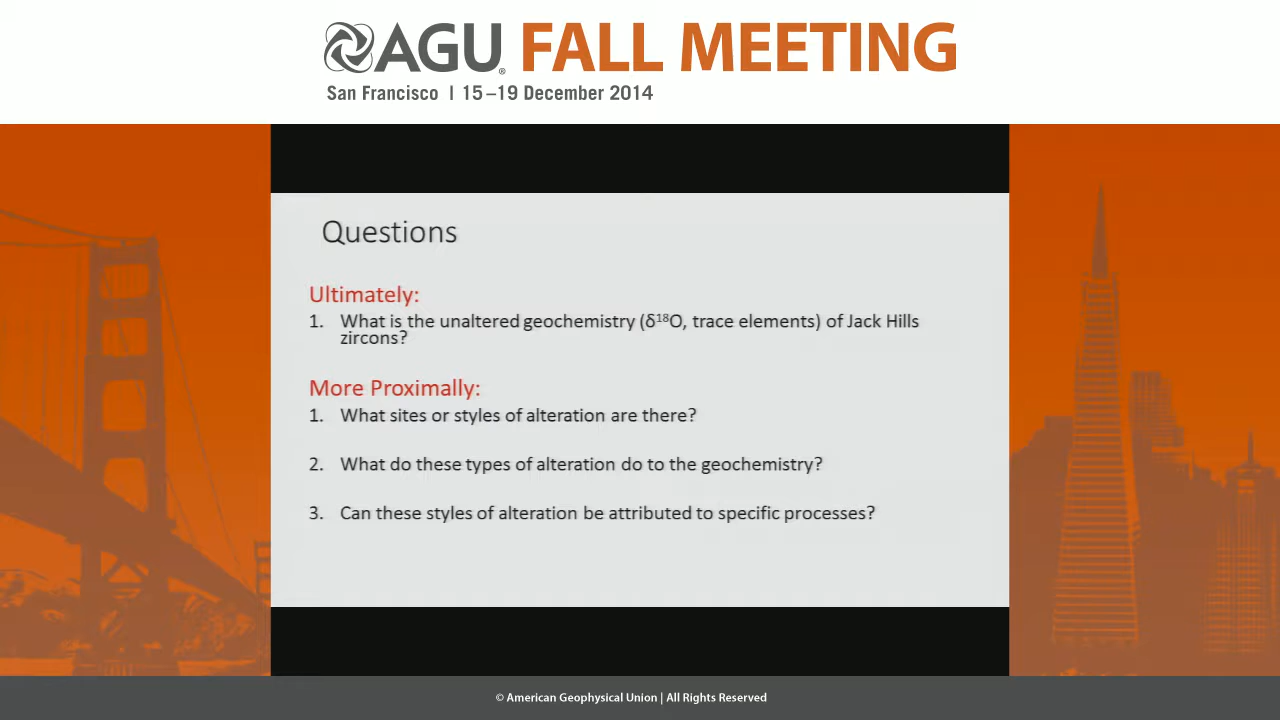 AGU® FALL MEETING
San Francisco | 15–19 December 2014
Questions
Ultimately:
1. What is the unaltered geochemistry (δ¹⁸O, trace elements) of Jack Hills
zircons?
More Proximally:
1. What sites or styles of alteration are there?
2. What do these types of alteration do to the geochemistry?
3. Can these styles of alteration be attributed to specific processes?
© American Geophysical Union | All Rights Reserved